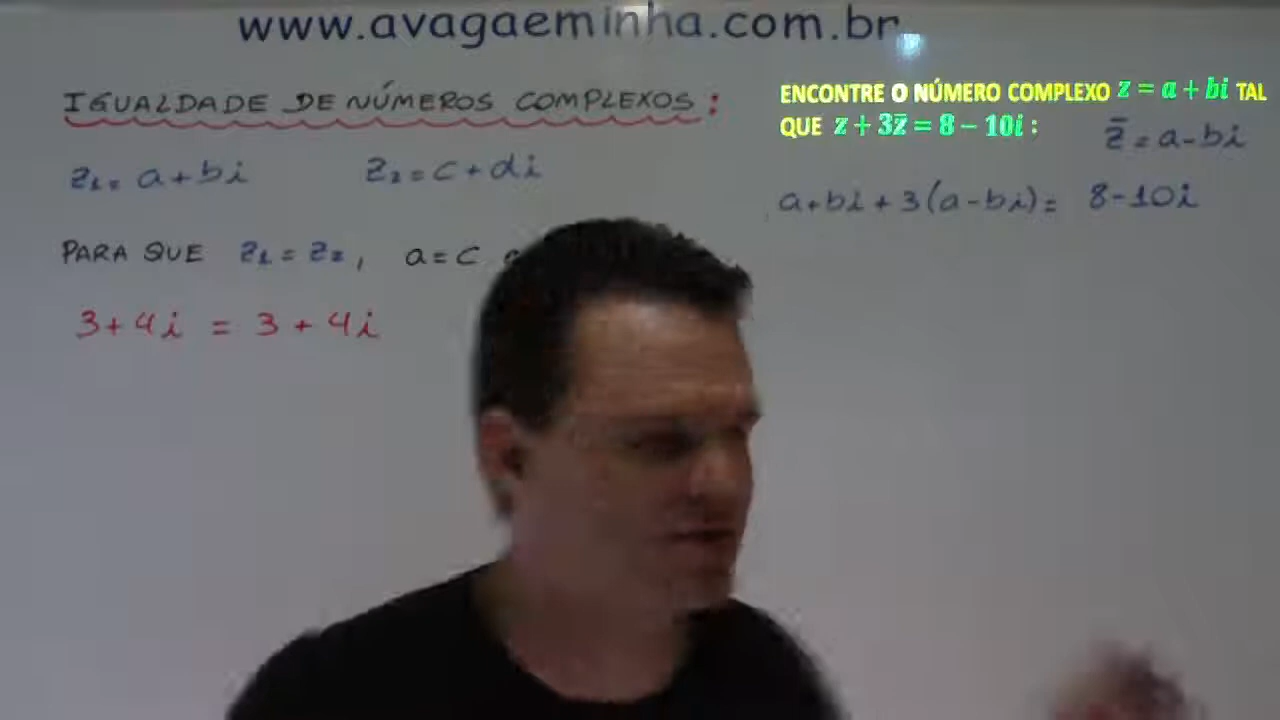 www.avagaeminha.com.br
IGUALDADE DE NÚMEROS COMPLEXOS:
z₁ = a+bi z₂ = c+di
PARA QUE z₁ = z₂, a=c
3+4i = 3+4i
ENCONTRE O NÚMERO COMPLEXO z = a + bi TAL
QUE z + 3z̄ = 8 – 10i :
z̄ = a-bi
a+bi+3(a-bi)= 8-10i